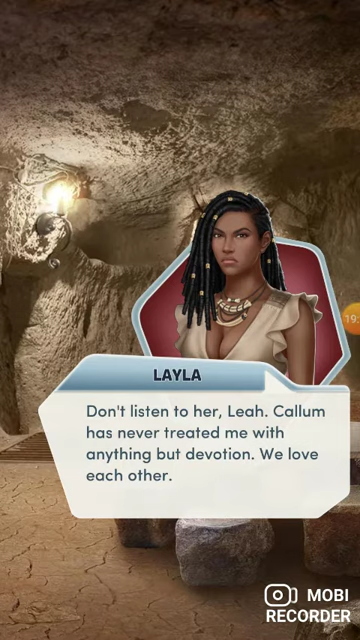 19:
LAYLA
Don't listen to her, Leah. Callum
has never treated me with
anything but devotion. We love
each other.
MOBI
RECORDER